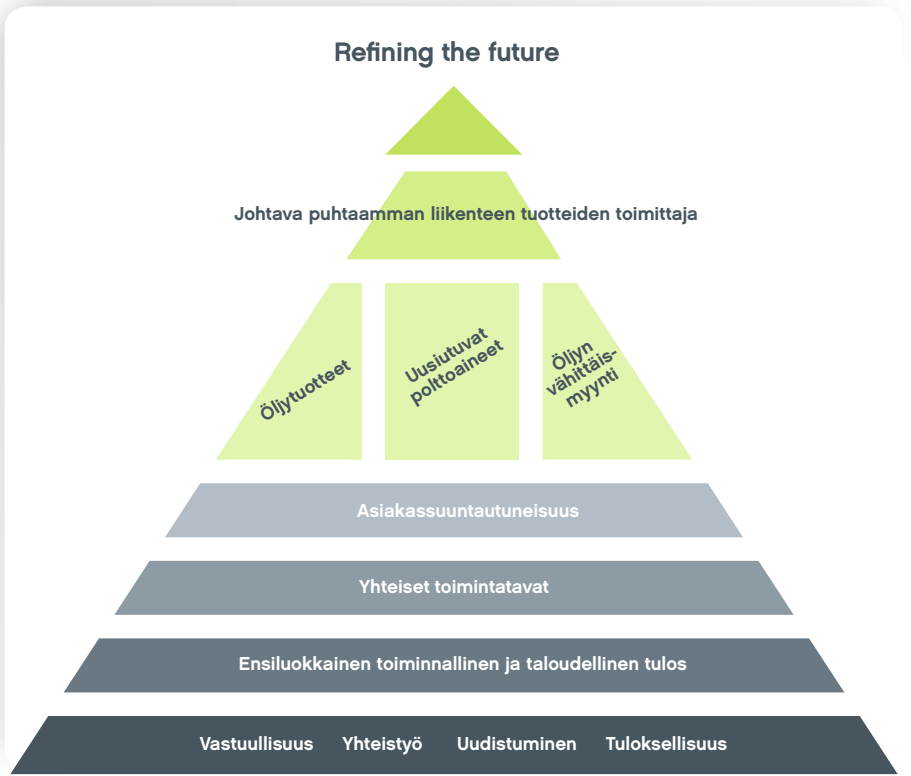 Refining the future
Johtava puhtaamman liikenteen tuotteiden toimittaja
Öljytuotteet
Uusiutuvat
polttoaineet
Öljyn
vähittäis-
myynti
Asiakassuuntautuneisuus
Yhteiset toimintatavat
Ensiluokkainen toiminnallinen ja taloudellinen tulos
Vastuullisuus Yhteistyö Uudistuminen Tuloksellisuus